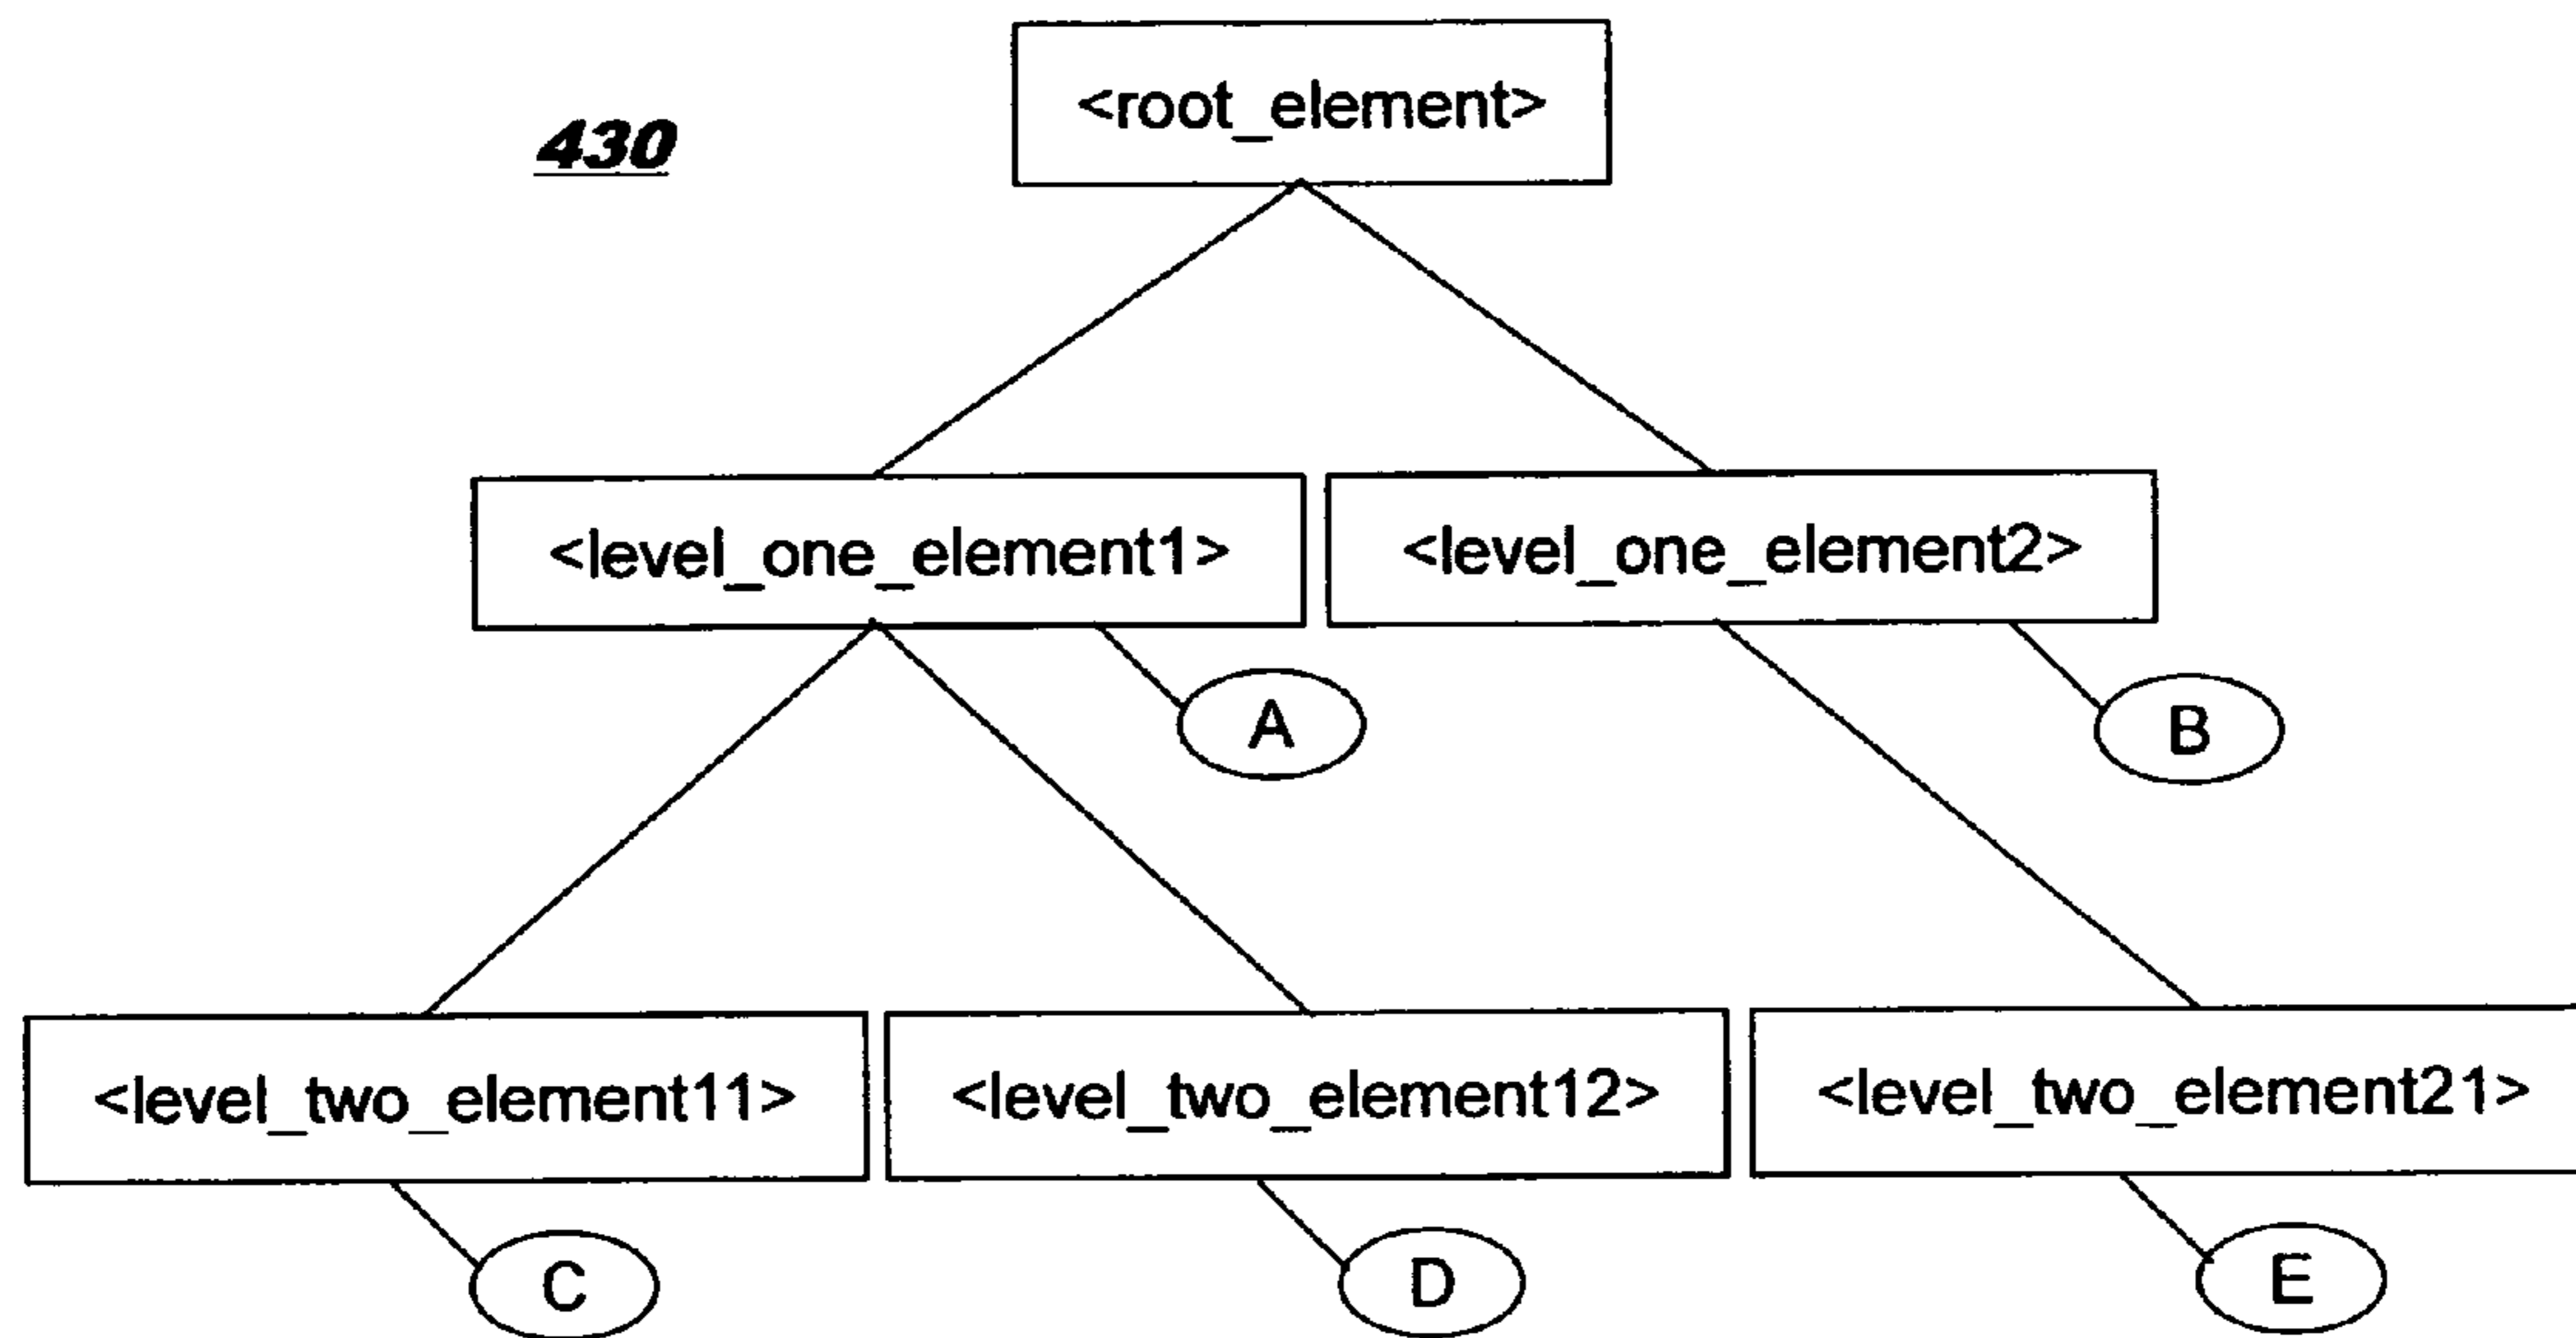 <root_element>
430
<level_one_element1> <level_one_element2>
A B
<level_two_element11> <level_two_element12> <level_two_element21>
C D E